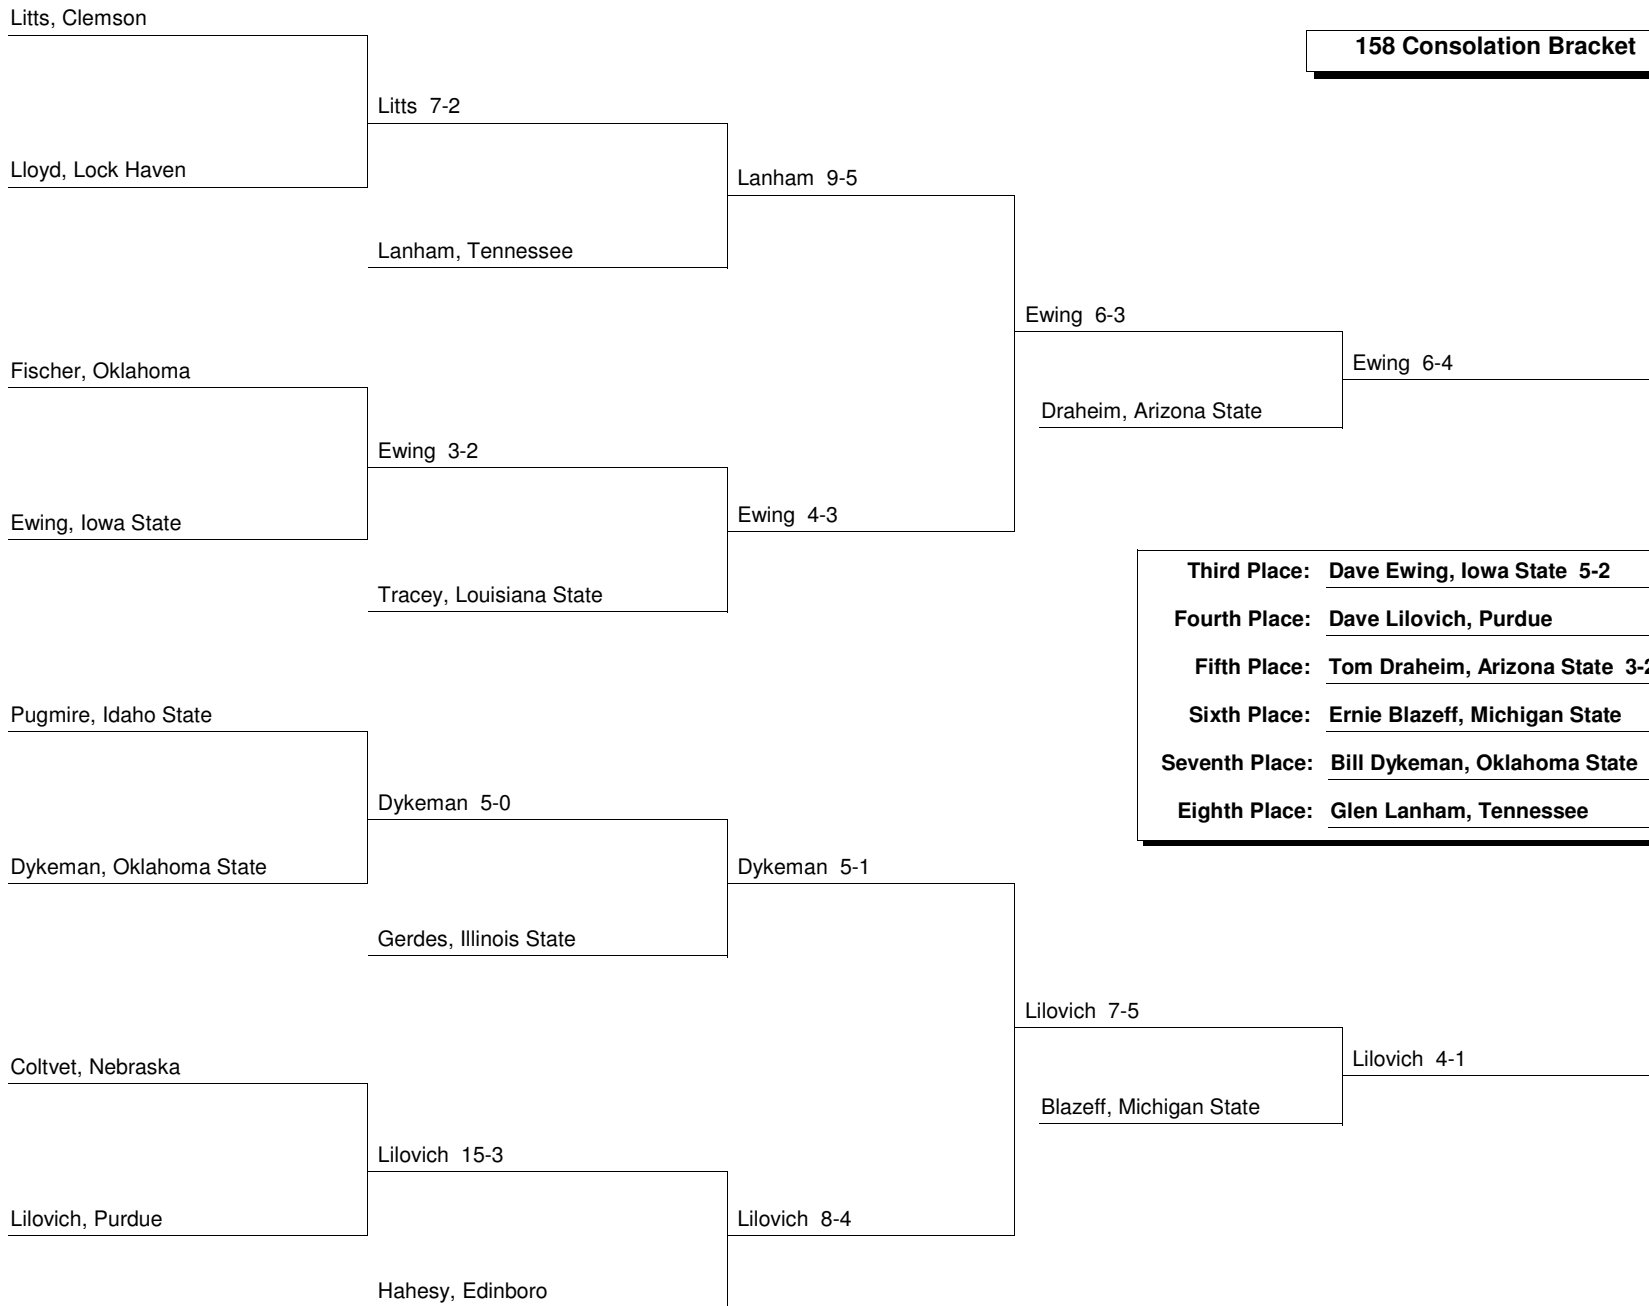 Litts, Clemson
158 Consolation Bracket
Litts 7-2
Lloyd, Lock Haven
Lanham 9-5
Lanham, Tennessee
Ewing 6-3
Fischer, Oklahoma
Ewing 6-4
Draheim, Arizona State
Ewing 3-2
Ewing, Iowa State
Ewing 4-3
Tracey, Louisiana State
Third Place: Dave Ewing, Iowa State 5-2
Fourth Place: Dave Lilovich, Purdue
Fifth Place: Tom Draheim, Arizona State 3-2
Sixth Place: Ernie Blazeff, Michigan State
Seventh Place: Bill Dykeman, Oklahoma State
Eighth Place: Glen Lanham, Tennessee
Pugmire, Idaho State
Dykeman 5-0
Dykeman, Oklahoma State
Dykeman 5-1
Gerdes, Illinois State
Lilovich 7-5
Coltvet, Nebraska
Lilovich 4-1
Blazeff, Michigan State
Lilovich 15-3
Lilovich, Purdue
Lilovich 8-4
Hahesy, Edinboro